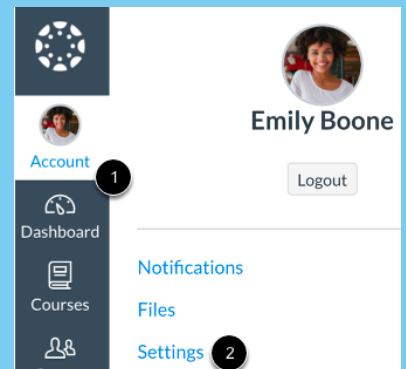 Account
1
Dashboard
Courses
Emily Boone
Logout
Notifications
Files
Settings 2